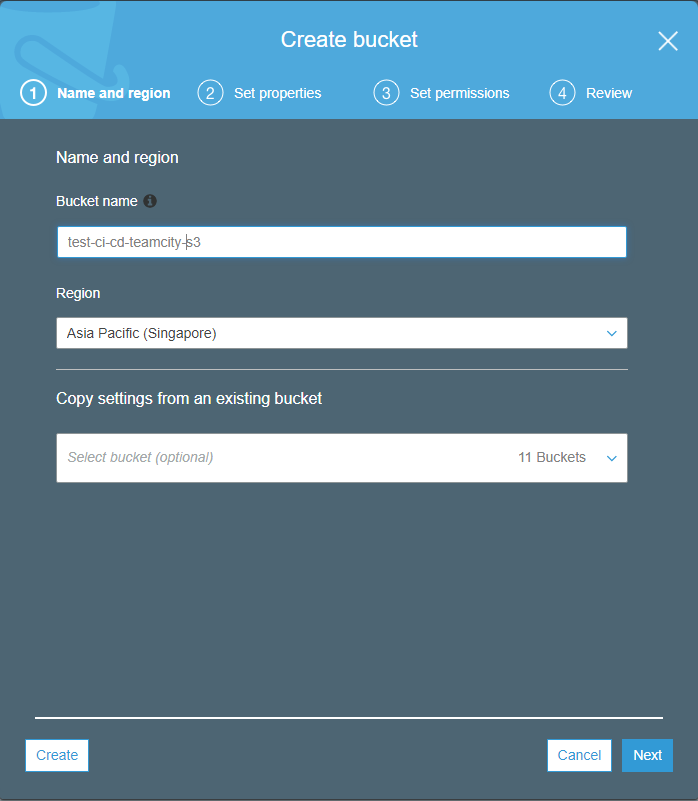 Create bucket
1 Name and region 2 Set properties 3 Set permissions 4 Review
Name and region
Bucket name i
test-ci-cd-teamcity-s3
Region
Asia Pacific (Singapore)
Copy settings from an existing bucket
Select bucket (optional) 11 Buckets
Create Cancel Next